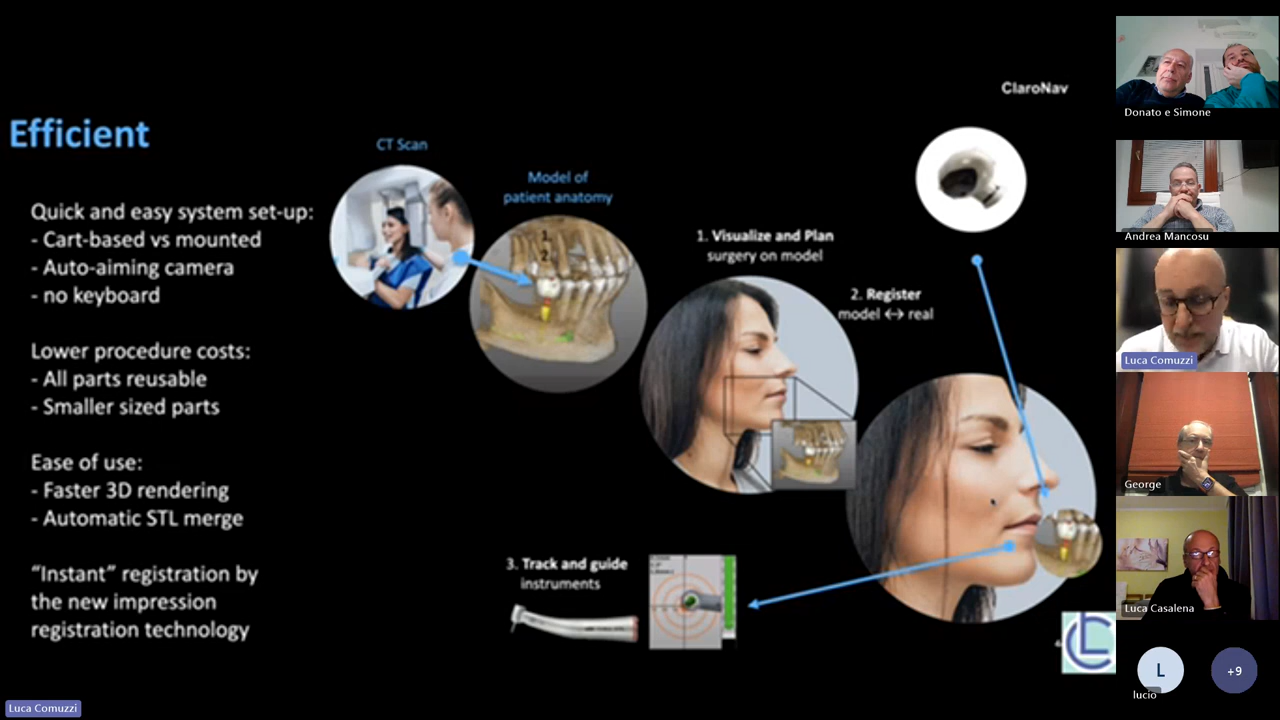 ClaroNav
Efficient
CT Scan
Model of
patient anatomy
Quick and easy system set-up:
- Cart-based vs mounted
- Auto-aiming camera
- no keyboard
1. Visualize and Plan
surgery on model
2. Register
model ↔ real
Lower procedure costs:
- All parts reusable
- Smaller sized parts
Ease of use:
- Faster 3D rendering
- Automatic STL merge
“Instant” registration by
the new impression
registration technology
3. Track and guide
instruments
Luca Comuzzi
Donato e Simone
Andrea Mancosu
Luca Comuzzi
George
Luca Casalena
L
lucio
+9